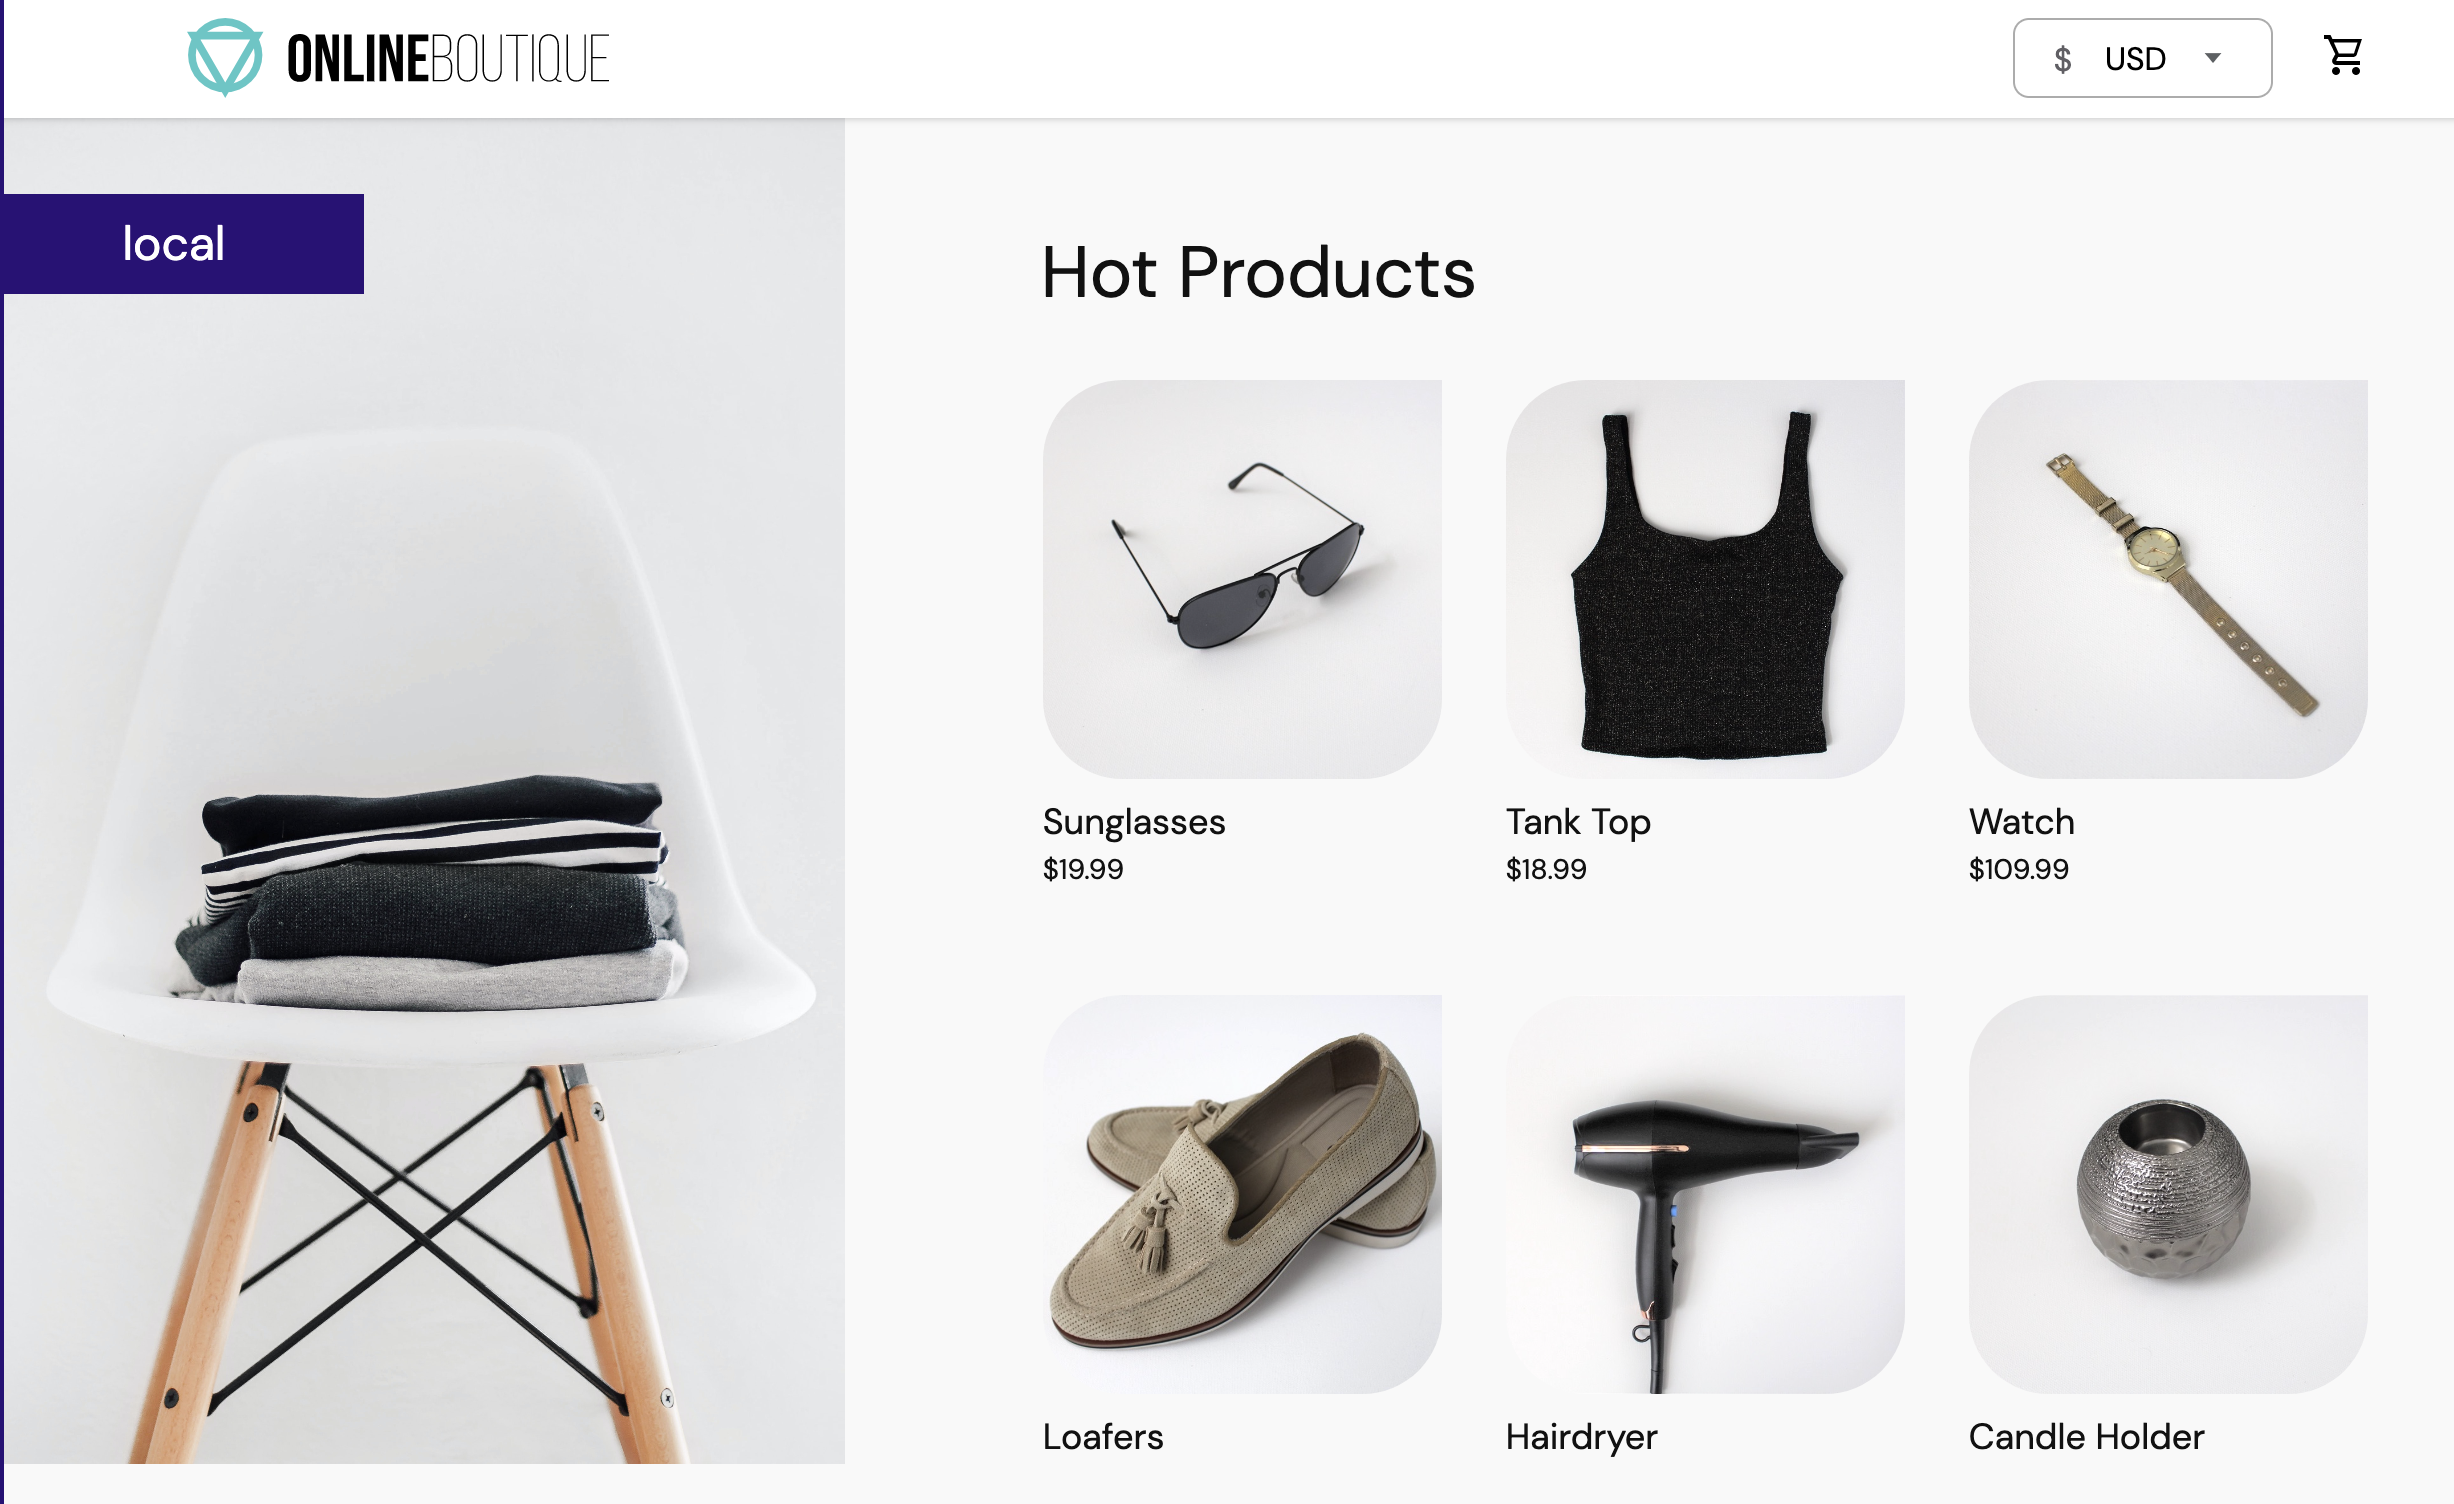 ONLINEBOUTIQUE
$ USD
local
Hot Products
Sunglasses
$19.99
Tank Top
$18.99
Watch
$109.99
Loafers
Hairdryer
Candle Holder